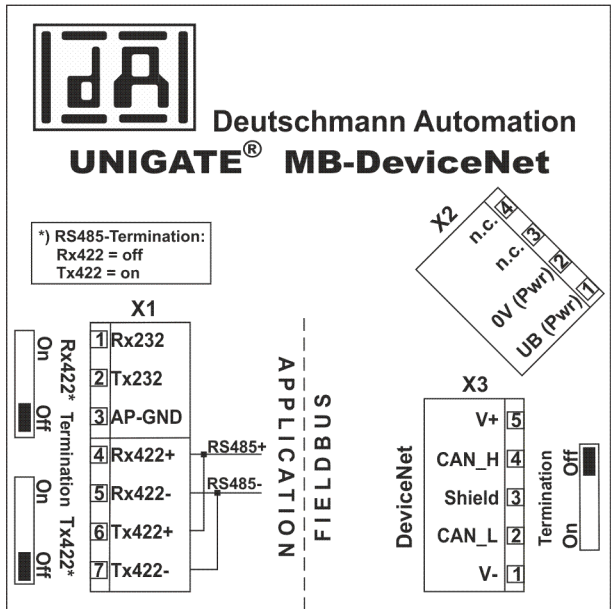 dA
Deutschmann Automation
UNIGATE® MB-DeviceNet
*) RS485-Termination:
Rx422 = off
Tx422 = on
X2
n.c. 4
n.c. 3
0V (Pwr) 2
UB (Pwr) 1
X1
1 Rx232
2 Tx232
3 AP-GND
4 Rx422+
5 Rx422-
6 Tx422+
7 Tx422-
RS485+
RS485-
On
Off
Rx422* Termination Tx422*
On
Off
APPLICATION
FIELDBUS
X3
DeviceNet
V+ 5
CAN_H 4
Shield 3
CAN_L 2
V- 1
Termination
On Off